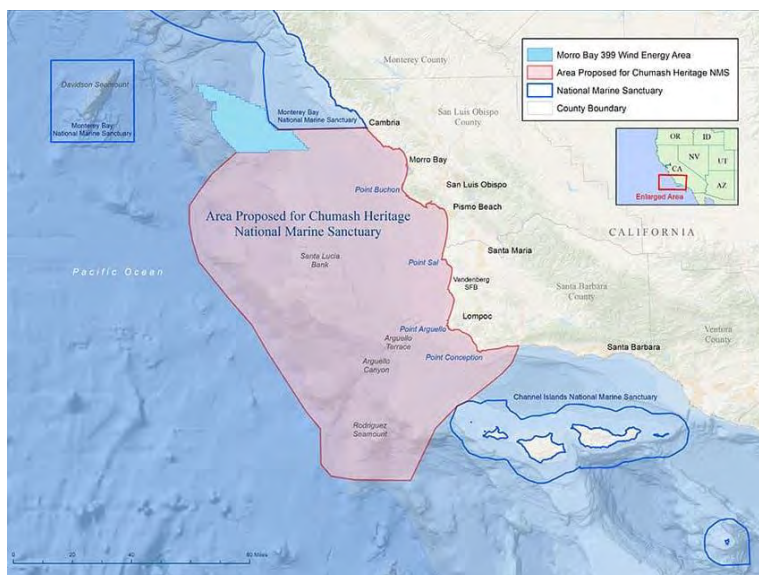 Monterey County
Davidson Seamount
Monterey Bay
National Marine Sanctuary
Monterey Bay
National Marine Sanctuary
Cambria
San Luis Obispo
County
Morro Bay 399 Wind Energy Area
Area Proposed for Chumash Heritage NMS
National Marine Sanctuary
County Boundary
OR
ID
NV
UT
CA
AZ
Enlarged Area
Morro Bay
Point Buchon
San Luis Obispo
Pismo Beach
Area Proposed for Chumash Heritage
National Marine Sanctuary
CALIFORNIA
Santa Lucia
Bank
Pacific Ocean
Point Sal
Santa Maria
Vandenberg
SFB
Santa Barbara
County
Lompoc
Ventura
County
Point Arguello
Arguello
Terrace
Santa Barbara
Point Conception
Arguello
Canyon
Channel Islands National Marine Sanctuary
Rodriguez
Seamount
0 20 40 80 Miles